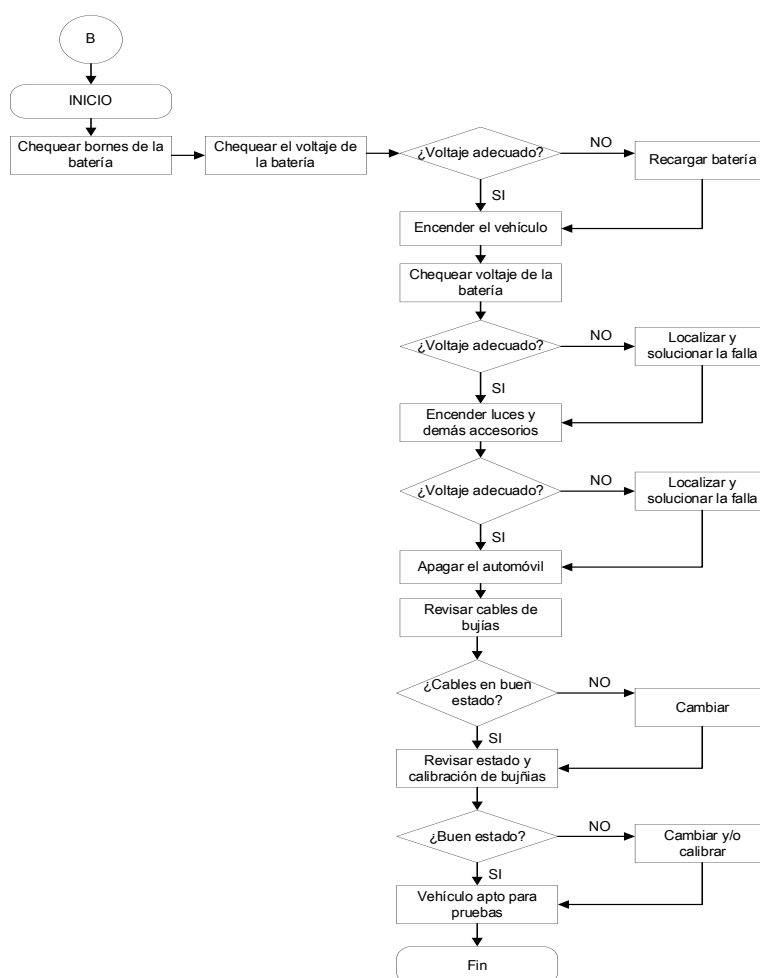 B
INICIO
Chequear bornes de la
batería
Chequear el voltaje de
la batería
¿Voltaje adecuado?
NO
Recargar batería
SI
Encender el vehículo
Chequear voltaje de la
batería
¿Voltaje adecuado?
NO
Localizar y
solucionar la falla
SI
Encender luces y
demás accesorios
¿Voltaje adecuado?
NO
Localizar y
solucionar la falla
SI
Apagar el automóvil
Revisar cables de
bujías
¿Cables en buen
estado?
NO
Cambiar
SI
Revisar estado y
calibración de bujñias
¿Buen estado?
NO
Cambiar y/o
calibrar
SI
Vehículo apto para
pruebas
Fin